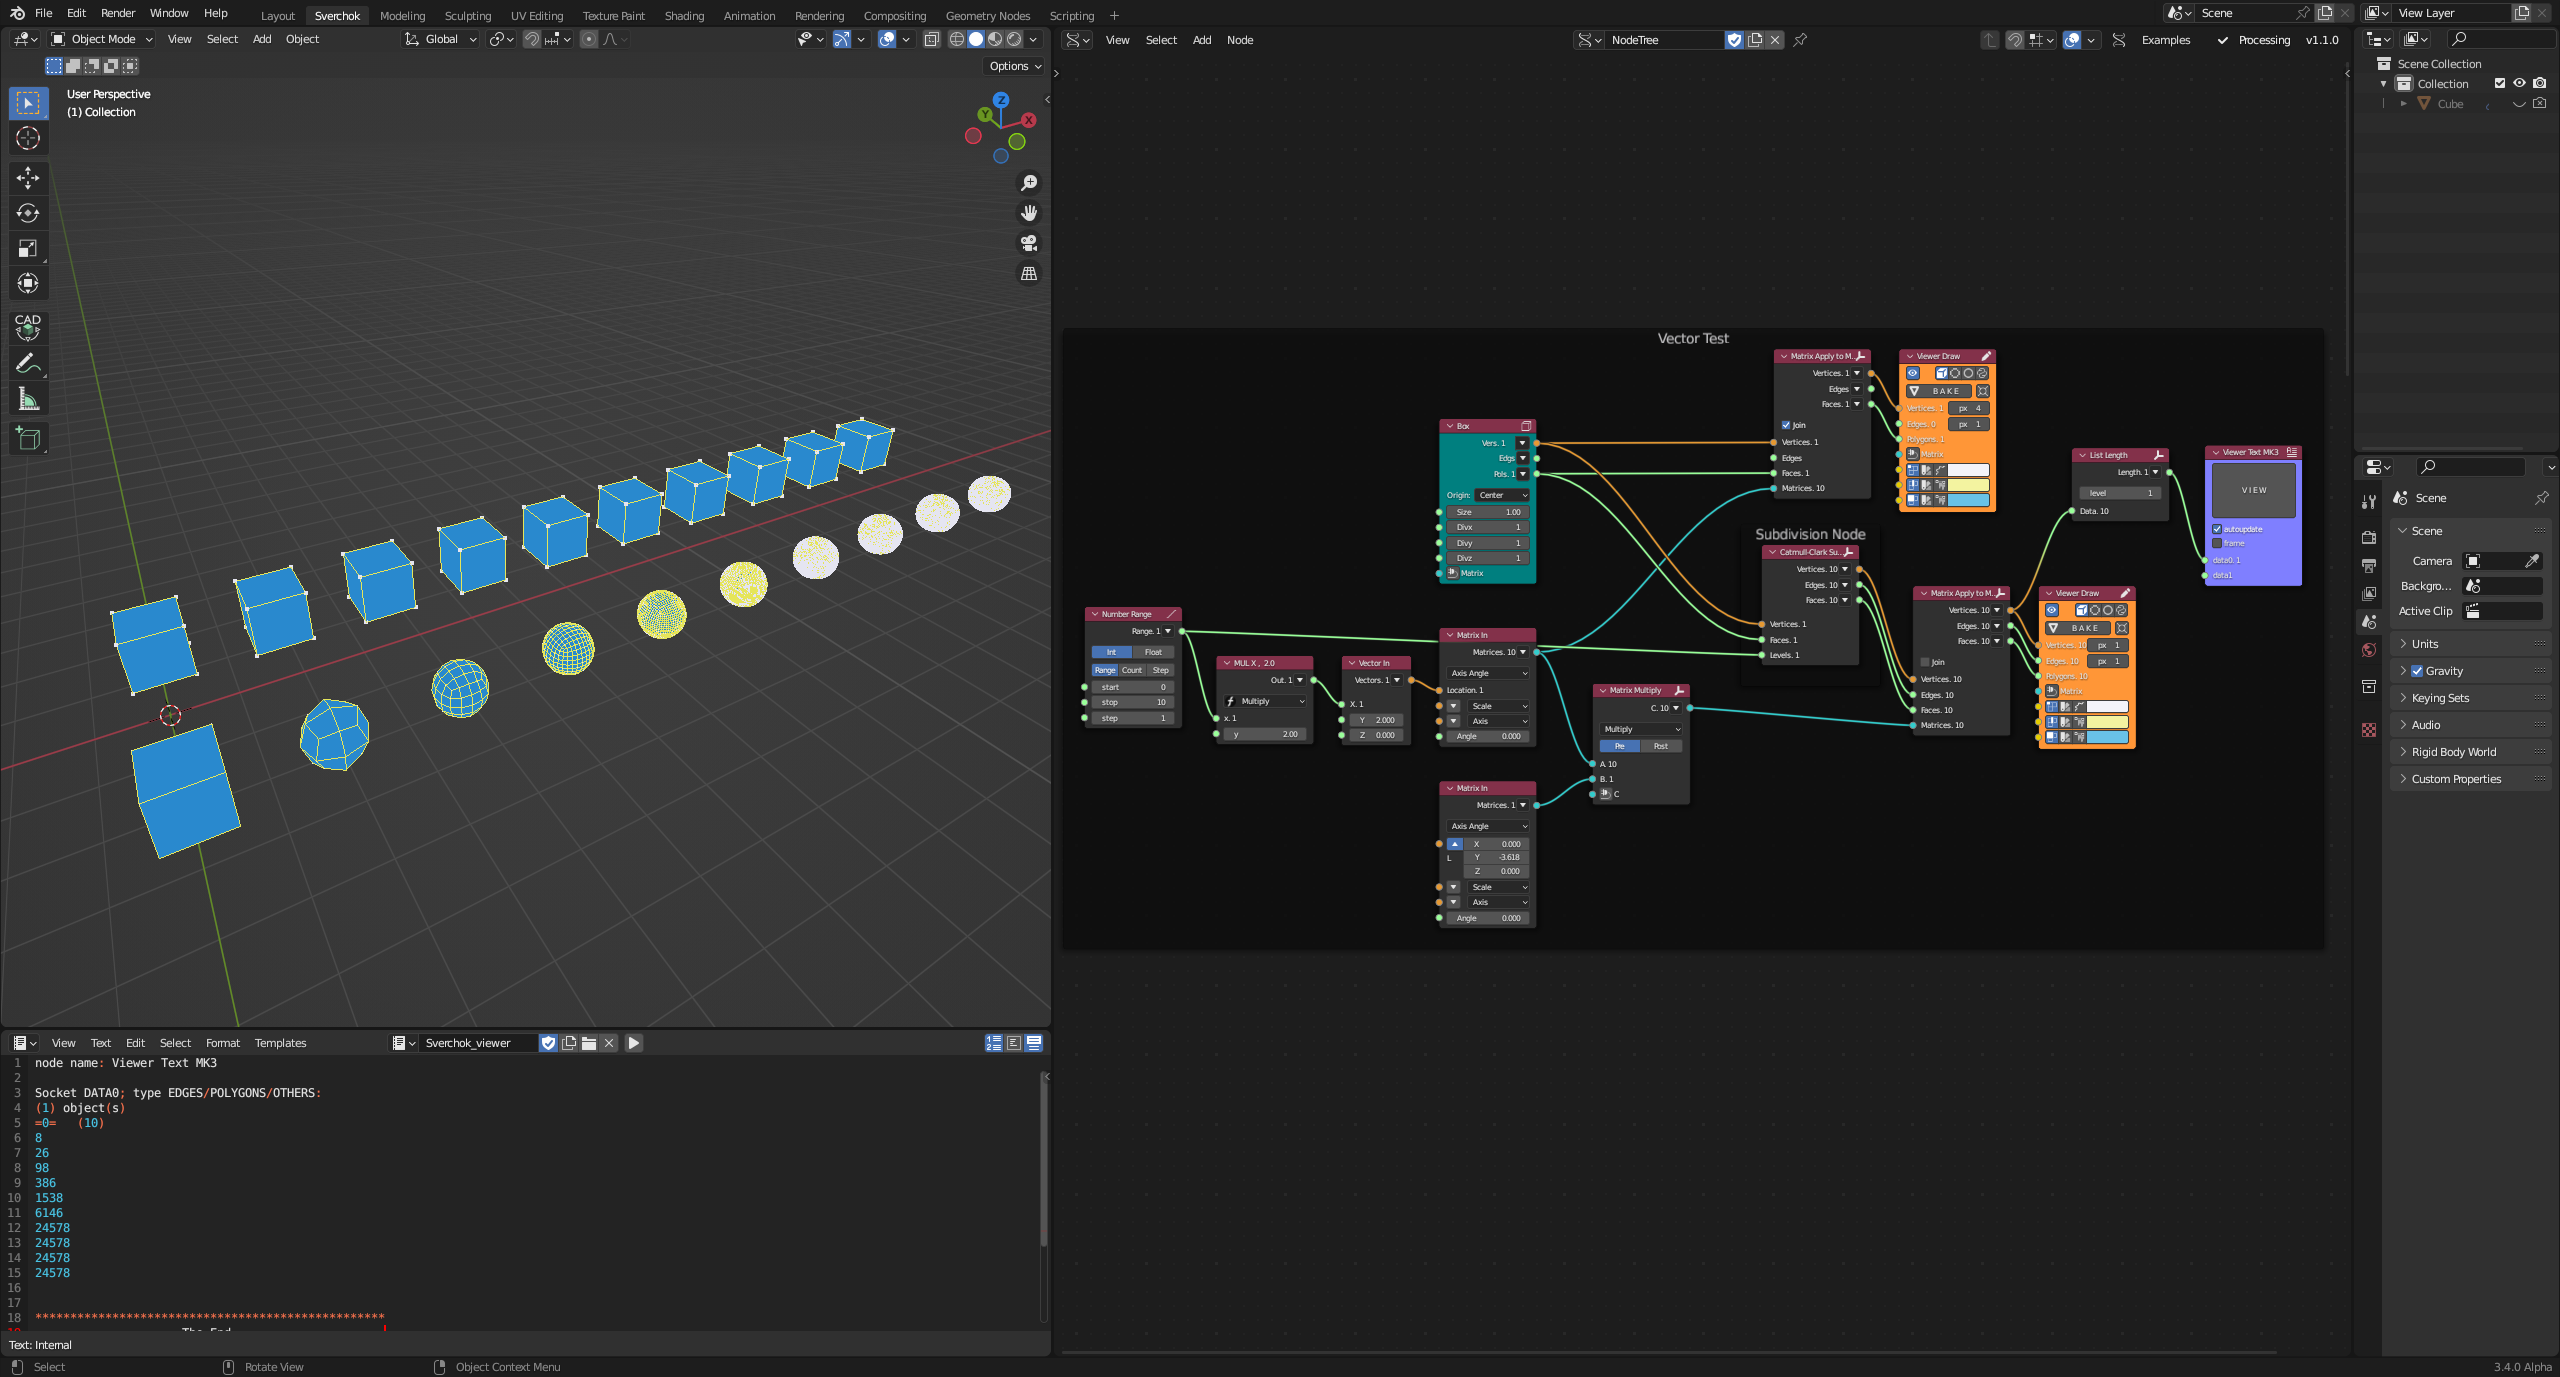 File Edit Render Window Help
Layout Sverchok Modeling Sculpting UV Editing Texture Paint Shading Animation Rendering Compositing Geometry Nodes Scripting +
Scene
View Layer
Object Mode View Select Add Object
Global
Options
User Perspective
(1) Collection
Z
Y
X
CAD
View Select Add Node
NodeTree
Examples Processing v1.1.0
Scene Collection
Collection
Cube
Vector Test
Number Range
Range. 1
Int Float
Range Count Step
start 0
stop 10
step 1
MUL X , 2.0
Out. 1
Multiply
x. 1
y 2.00
Vector In
Vectors. 1
X. 1
Y 2.000
Z 0.000
Box
Vers. 1
Edgs
Pols. 1
Origin: Center
Size 1.00
Divx 1
Divy 1
Divz 1
Matrix
Matrix In
Matrices. 10
Axis Angle
Location. 1
Scale
Axis
Angle 0.000
Matrix In
Matrices. 1
Axis Angle
X 0.000
L Y -3.618
Z 0.000
Scale
Axis
Angle 0.000
Matrix Multiply
C. 10
Multiply
Pre Post
A. 10
B. 1
C
Matrix Apply to M..
Vertices. 1
Edges
Faces. 1
Join
Vertices. 1
Edges
Faces. 1
Matrices. 10
Viewer Draw
BAKE
Vertices. 1 px 4
Edges. 0 px 1
Polygons. 1
Matrix
Subdivision Node
Catmull-Clark Su..
Vertices. 10
Edges. 10
Faces. 10
Vertices. 1
Faces. 1
Levels. 1
Matrix Apply to M..
Vertices. 10
Edges. 10
Faces. 10
Join
Vertices. 10
Edges. 10
Faces. 10
Matrices. 10
Viewer Draw
BAKE
Vertices. 10 px 1
Edges. 10 px 1
Polygons. 10
Matrix
List Length
Length. 1
level 1
Data. 10
Viewer Text MK3
VIEW
autoupdate
frame
data0. 1
data1
Scene
Scene
Camera
Backgro...
Active Clip
Units
Gravity
Keying Sets
Audio
Rigid Body World
Custom Properties
View Text Edit Select Format Templates
Sverchok_viewer
1 node name: Viewer Text MK3
2
3 Socket DATA0; type EDGES/POLYGONS/OTHERS:
4 (1) object(s)
5 =0= (10)
6 8
7 26
8 98
9 386
10 1538
11 6146
12 24578
13 24578
14 24578
15 24578
16
17
18 **************************************************
The End
Text: Internal
Select Rotate View Object Context Menu
3.4.0 Alpha